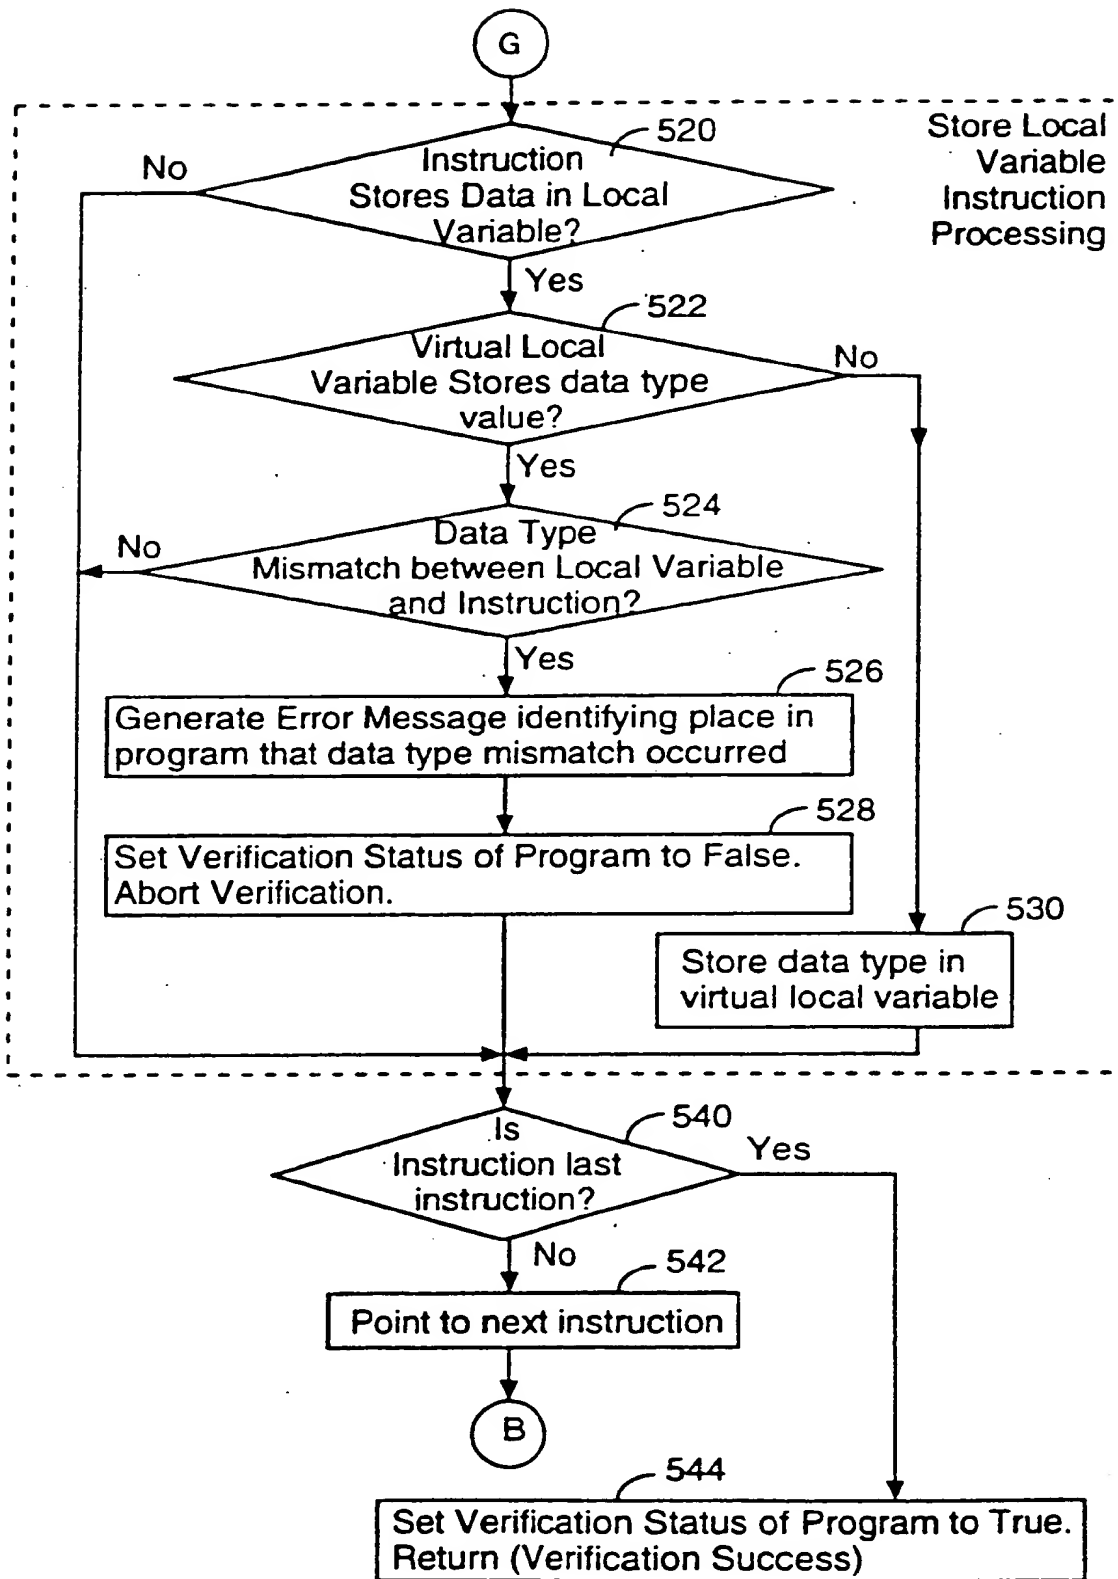 G
Store Local
Variable
Instruction
Processing
520
No
Instruction
Stores Data in Local
Variable?
Yes
522
Virtual Local
Variable Stores data type
value?
No
Yes
524
No
Data Type
Mismatch between Local Variable
and Instruction?
Yes
526
Generate Error Message identifying place in
program that data type mismatch occurred
528
Set Verification Status of Program to False.
Abort Verification.
530
Store data type in
virtual local variable
540
Is
Instruction last
instruction?
Yes
No
542
Point to next instruction
B
544
Set Verification Status of Program to True.
Return (Verification Success)